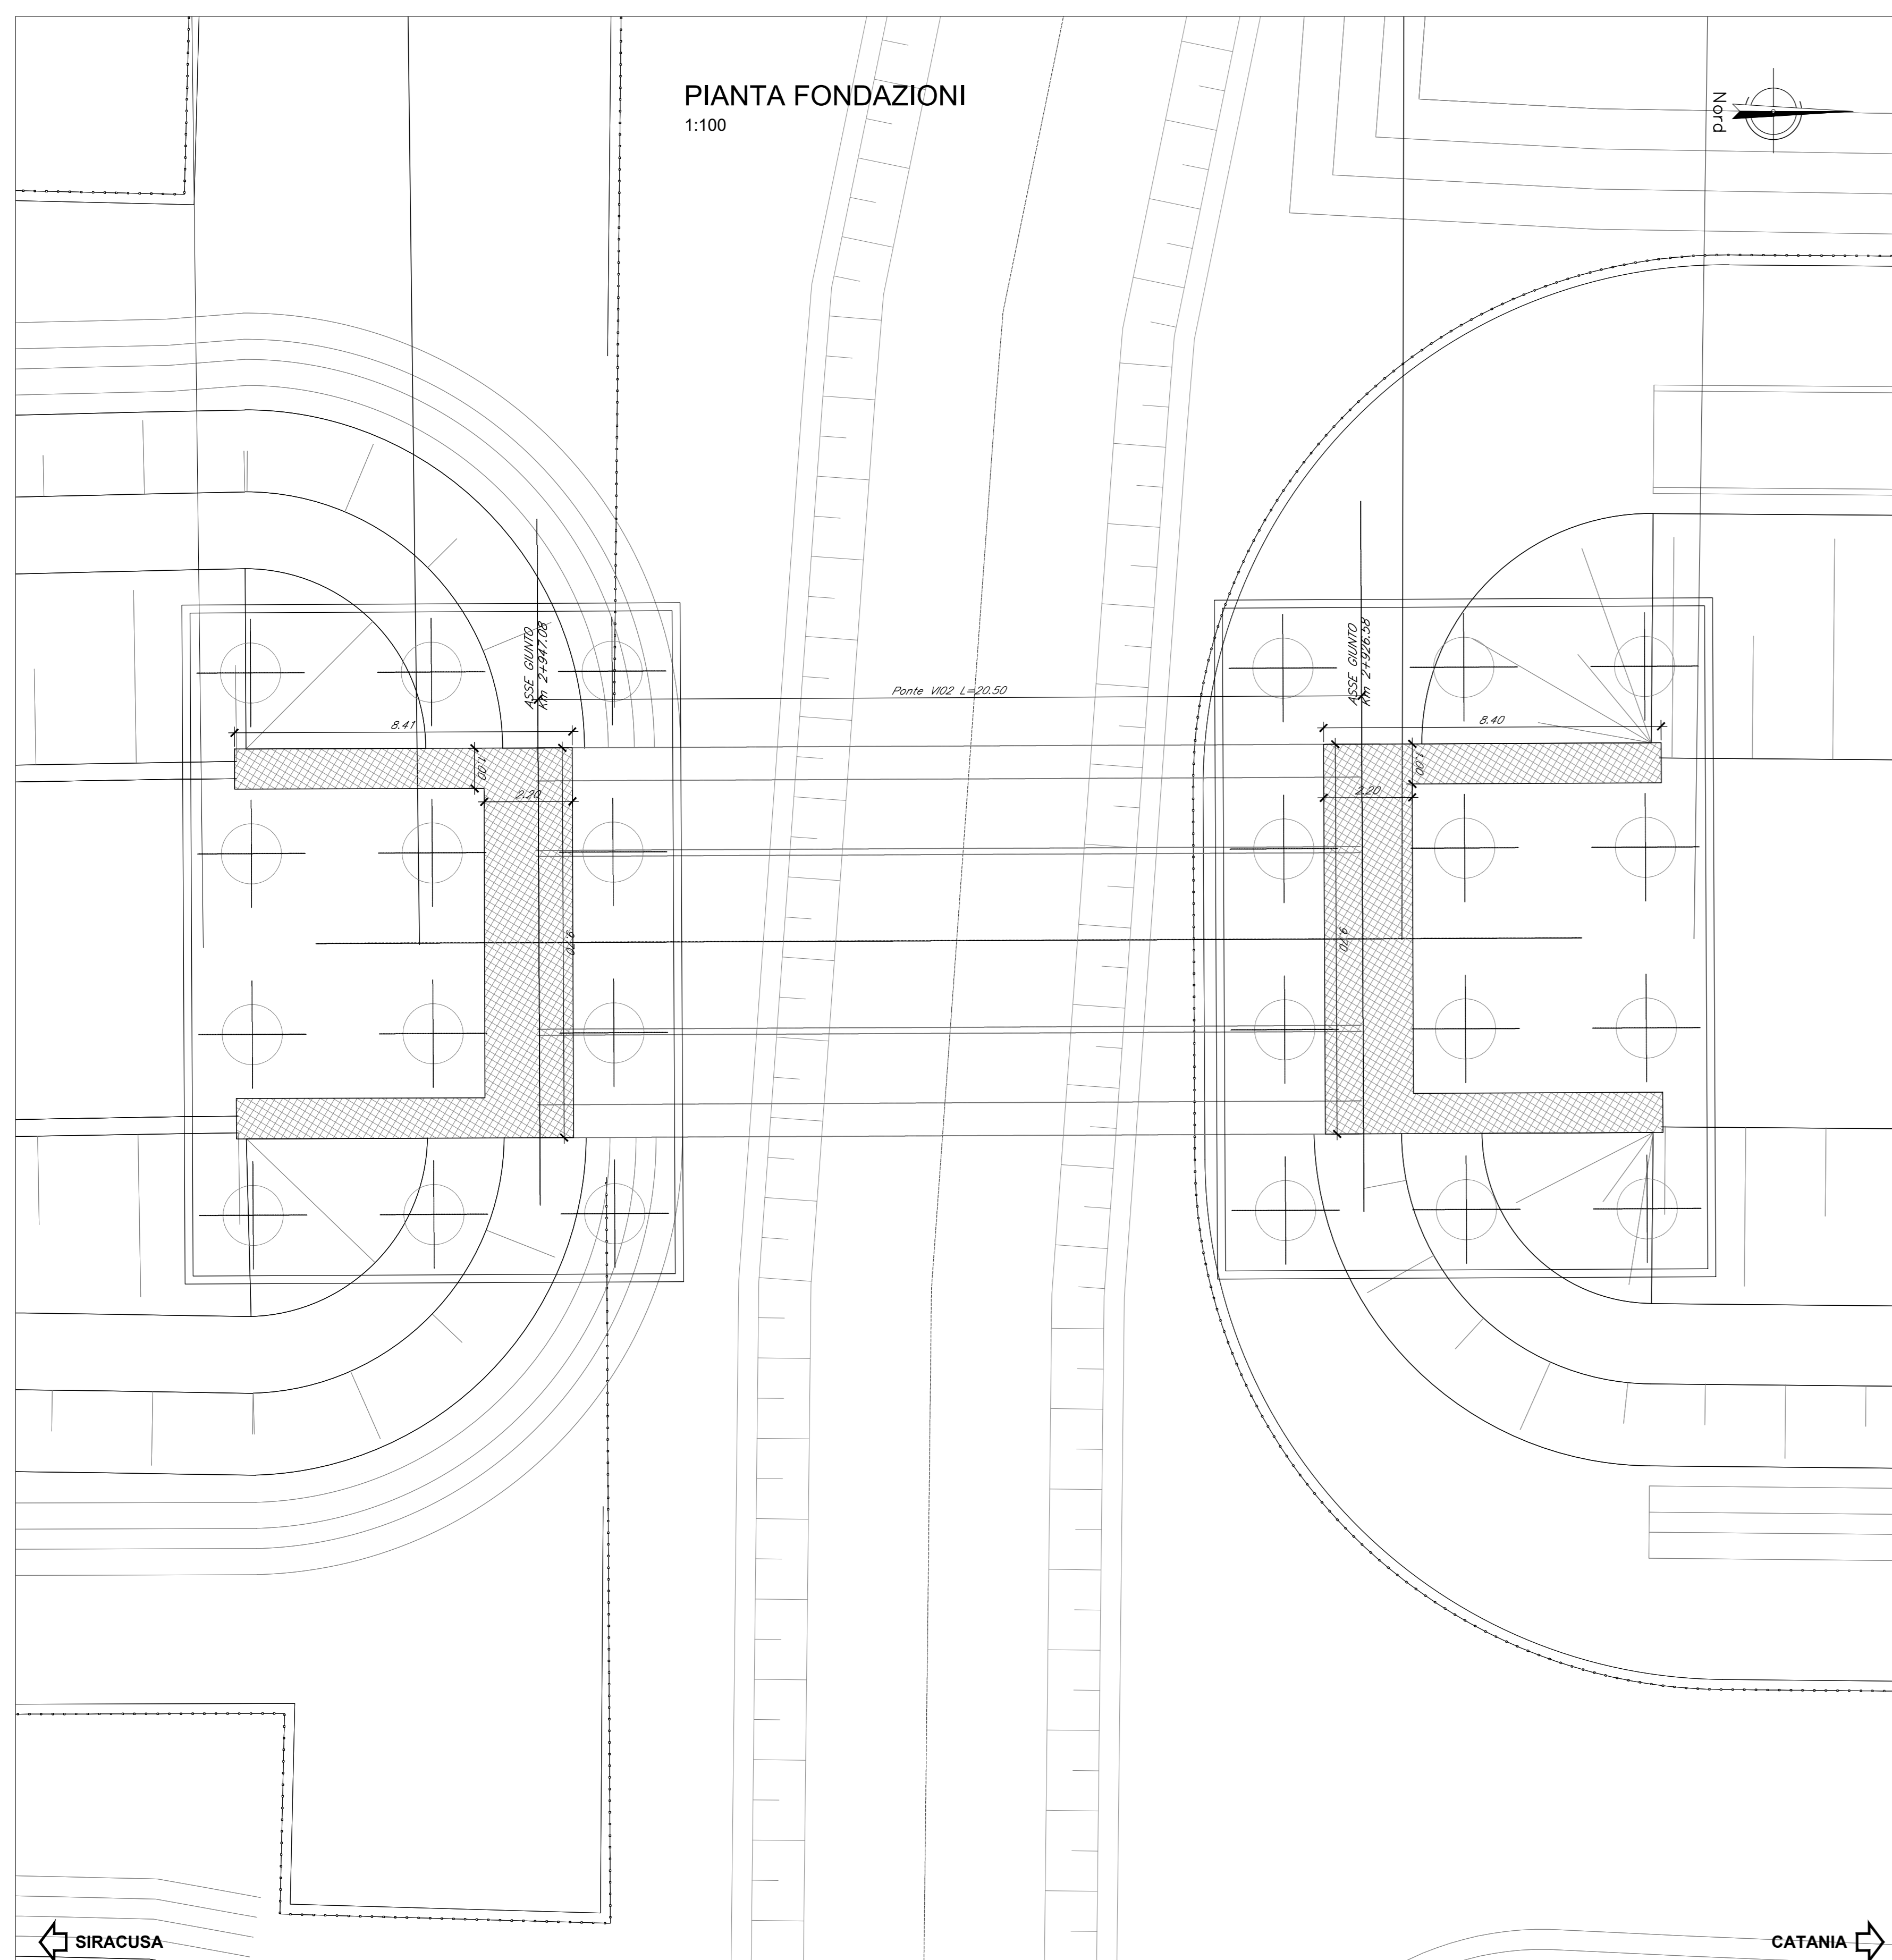 PIANTA FONDAZIONI
1:100
Nord
ASSE GIUNTO
Km 2+947.08
ASSE GIUNTO
Km 2+926.58
Ponte VI02 L=20.50
8.41
8.40
1.00
1.00
2.20
2.20
9.70
9.70
SIRACUSA
CATANIA